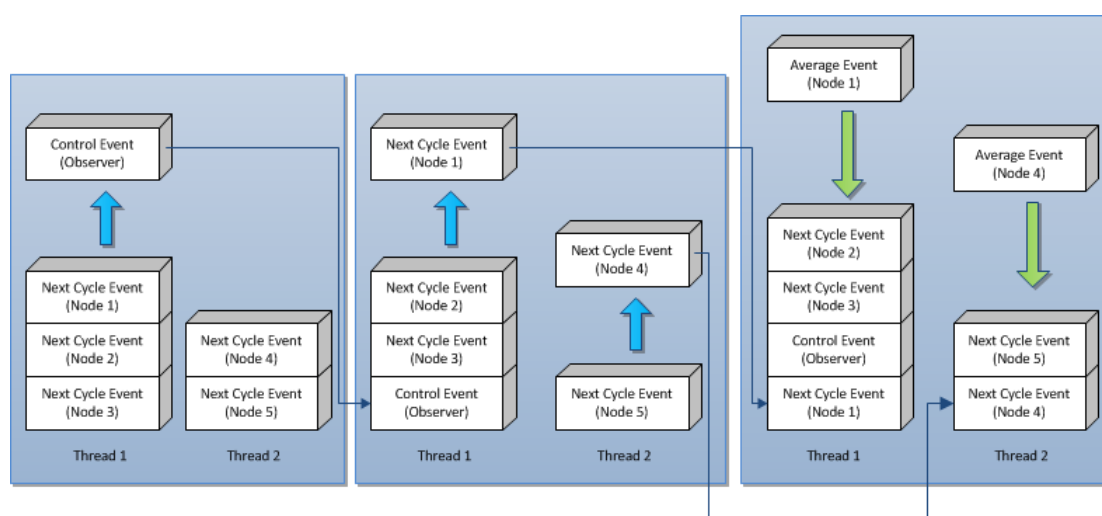 Control Event
(Observer)
Next Cycle Event
(Node 1)
Next Cycle Event
(Node 2)
Next Cycle Event
(Node 3)
Thread 1
Next Cycle Event
(Node 4)
Next Cycle Event
(Node 5)
Thread 2
Next Cycle Event
(Node 1)
Next Cycle Event
(Node 2)
Next Cycle Event
(Node 3)
Control Event
(Observer)
Thread 1
Next Cycle Event
(Node 4)
Next Cycle Event
(Node 5)
Thread 2
Average Event
(Node 1)
Next Cycle Event
(Node 2)
Next Cycle Event
(Node 3)
Control Event
(Observer)
Next Cycle Event
(Node 1)
Thread 1
Average Event
(Node 4)
Next Cycle Event
(Node 5)
Next Cycle Event
(Node 4)
Thread 2